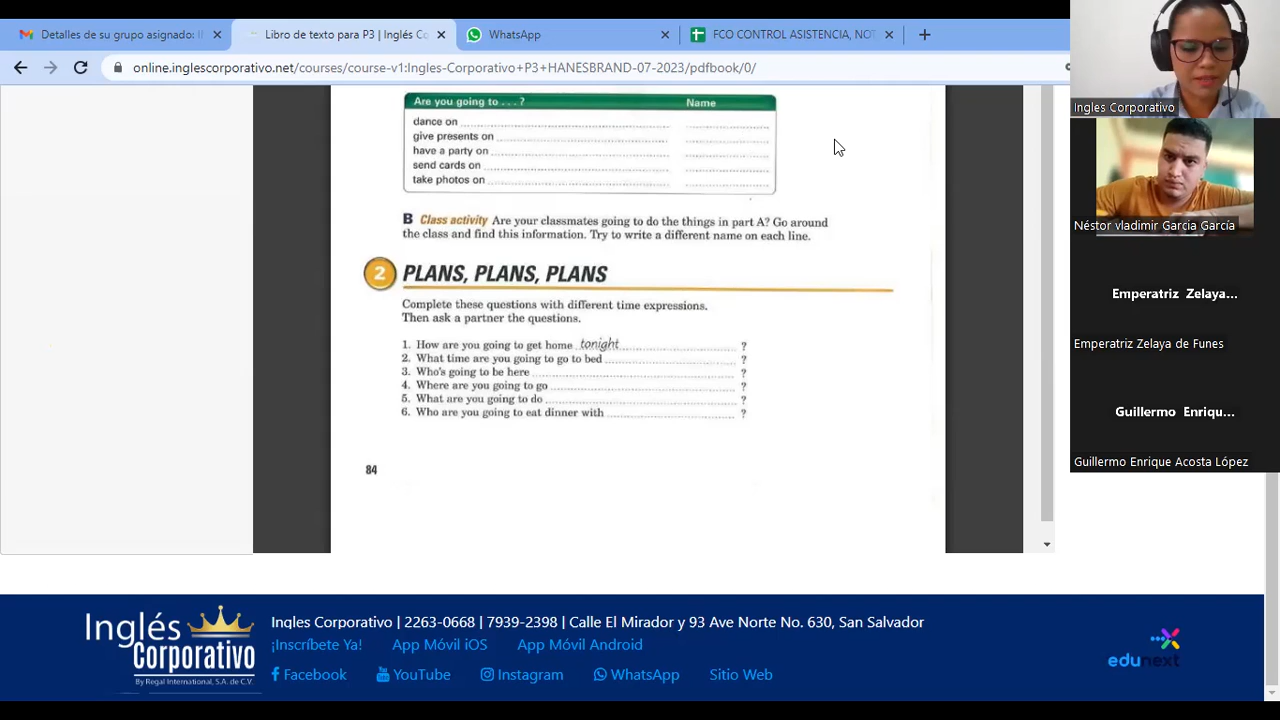 Detalles de su grupo asignado: I
Libro de texto para P3 | Inglés C
WhatsApp
FCO CONTROL ASISTENCIA, NOT
online.inglescorporativo.net/courses/course-v1:Ingles-Corporativo+P3+HANESBRAND-07-2023/pdfbook/0/
Ingles Corporativo
Néstor vladimir Garcia García
Emperatriz Zelaya...
Emperatriz Zelaya de Funes
Guillermo Enriqu...
Guillermo Enrique Acosta López
Are you going to . . . ? Name
dance on
give presents on
have a party on
send cards on
take photos on
B Class activity Are your classmates going to do the things in part A? Go around
the class and find this information. Try to write a different name on each line.
2 PLANS, PLANS, PLANS
Complete these questions with different time expressions.
Then ask a partner the questions.
1. How are you going to get home tonight ?
2. What time are you going to go to bed ?
3. Who's going to be here ?
4. Where are you going to go ?
5. What are you going to do ?
6. Who are you going to eat dinner with ?
84
Inglés
Corporativo
By Regal International, S.A. de C.V.
Ingles Corporativo | 2263-0668 | 7939-2398 | Calle El Mirador y 93 Ave Norte No. 630, San Salvador
¡Inscríbete Ya! App Móvil iOS App Móvil Android
Facebook YouTube Instagram WhatsApp Sitio Web
edunext